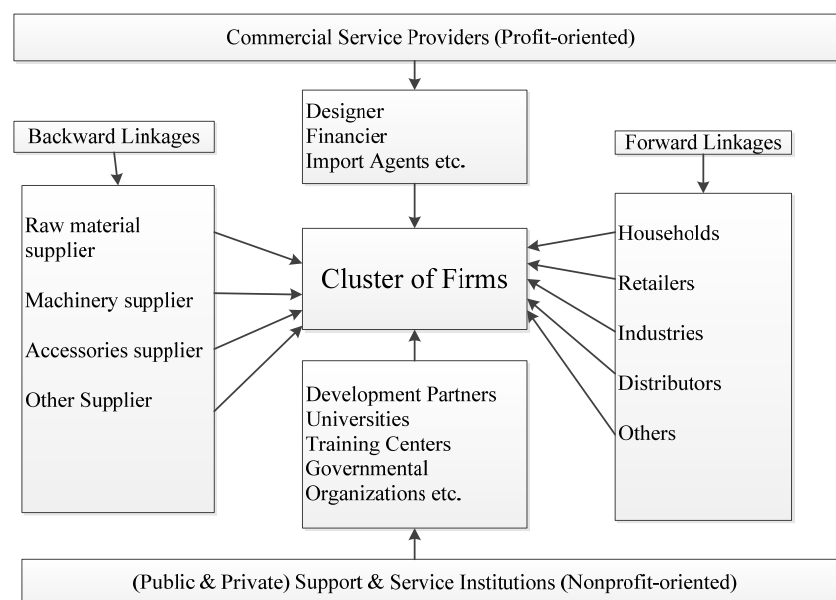 Commercial Service Providers (Profit-oriented)
Designer
Financier
Import Agents etc.
Backward Linkages
Forward Linkages
Raw material
supplier
Machinery supplier
Accessories supplier
Other Supplier
Cluster of Firms
Households
Retailers
Industries
Distributors
Others
Development Partners
Universities
Training Centers
Governmental
Organizations etc.
(Public & Private) Support & Service Institutions (Nonprofit-oriented)